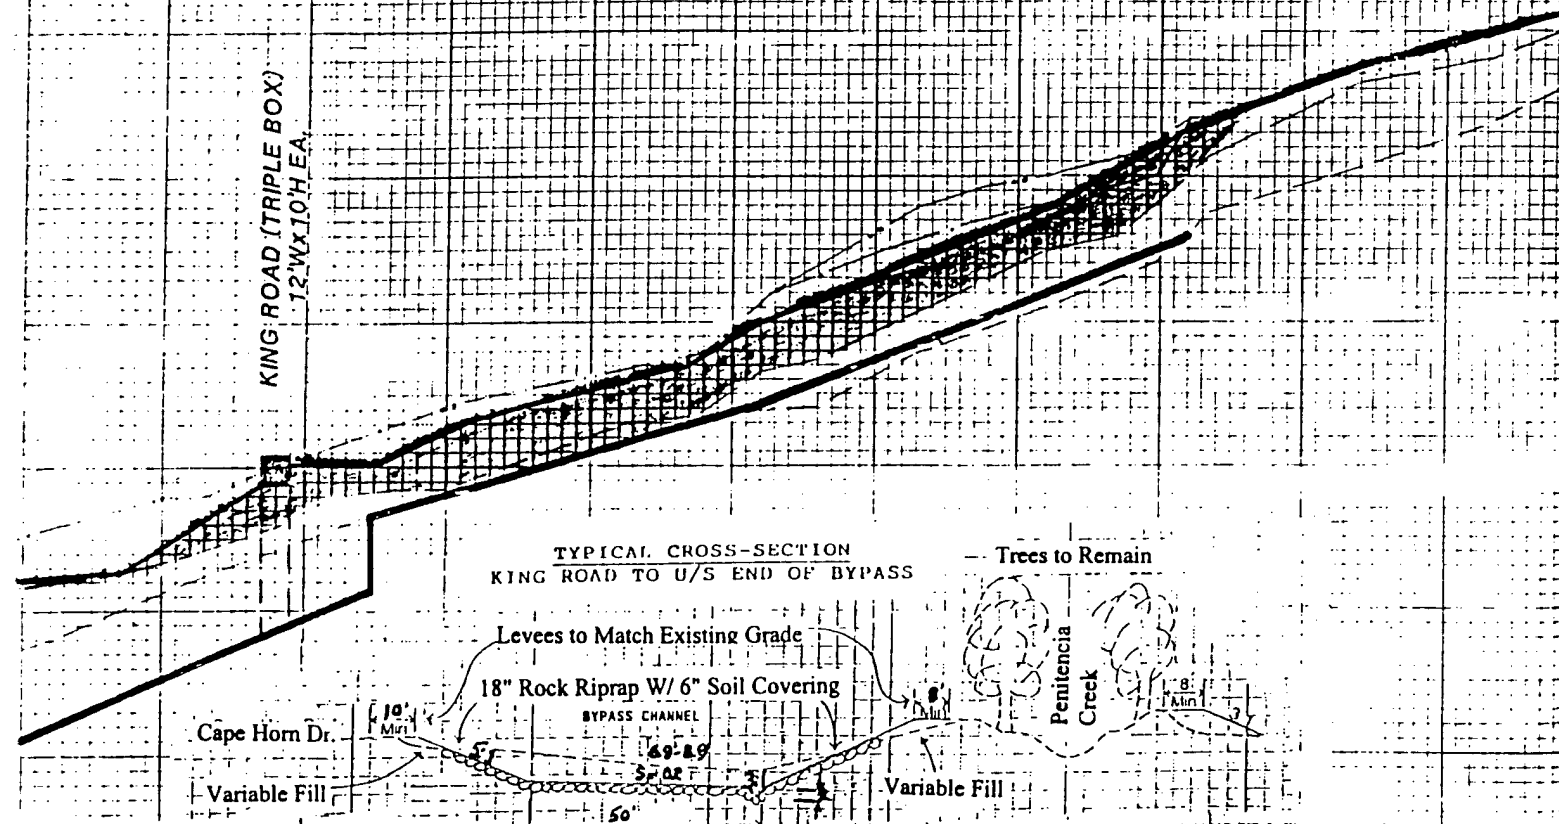 KING ROAD (TRIPLE BOX)
12'Wx10'H EA.
TYPICAL CROSS-SECTION
KING ROAD TO U/S END OF BYPASS
Trees to Remain
Levees to Match Existing Grade
18" Rock Riprap W/ 6" Soil Covering
BYPASS CHANNEL
Penitencia
Creek
10'
Min
8'
8
Min
Cape Horn Dr.
Variable Fill
Variable Fill
50'